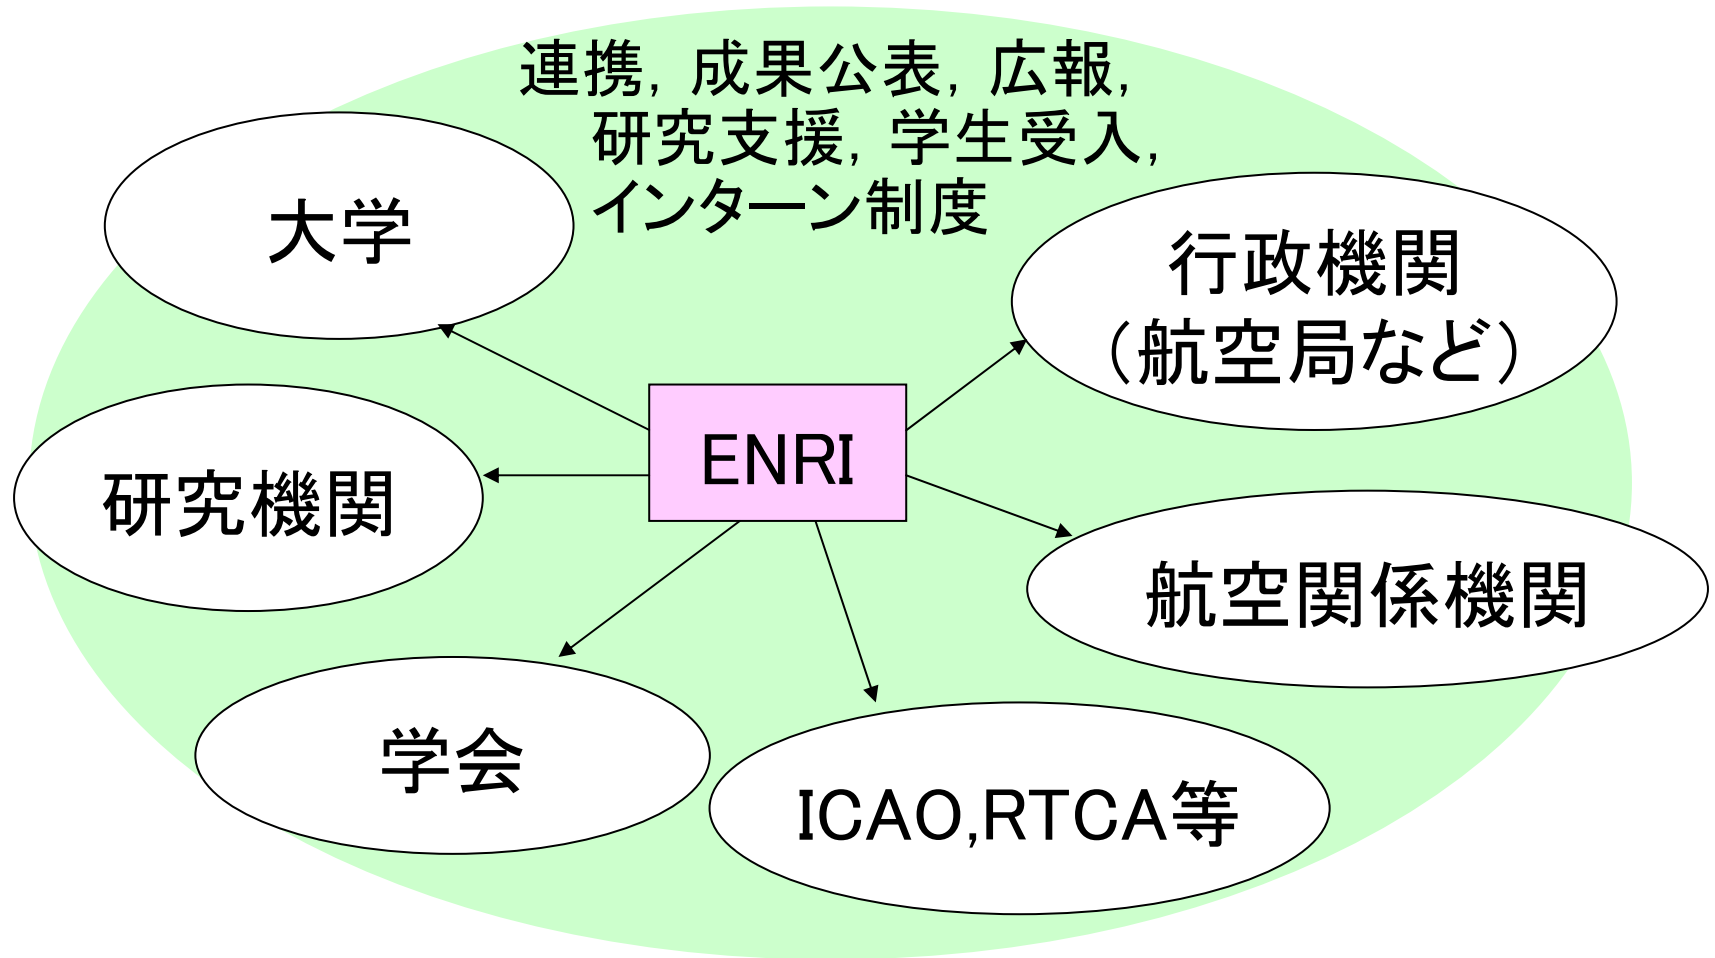 連携，成果公表，広報，
研究支援，学生受入，
インターン制度
大学
行政機関
（航空局など）
ENRI
研究機関
航空関係機関
学会
ICAO,RTCA等